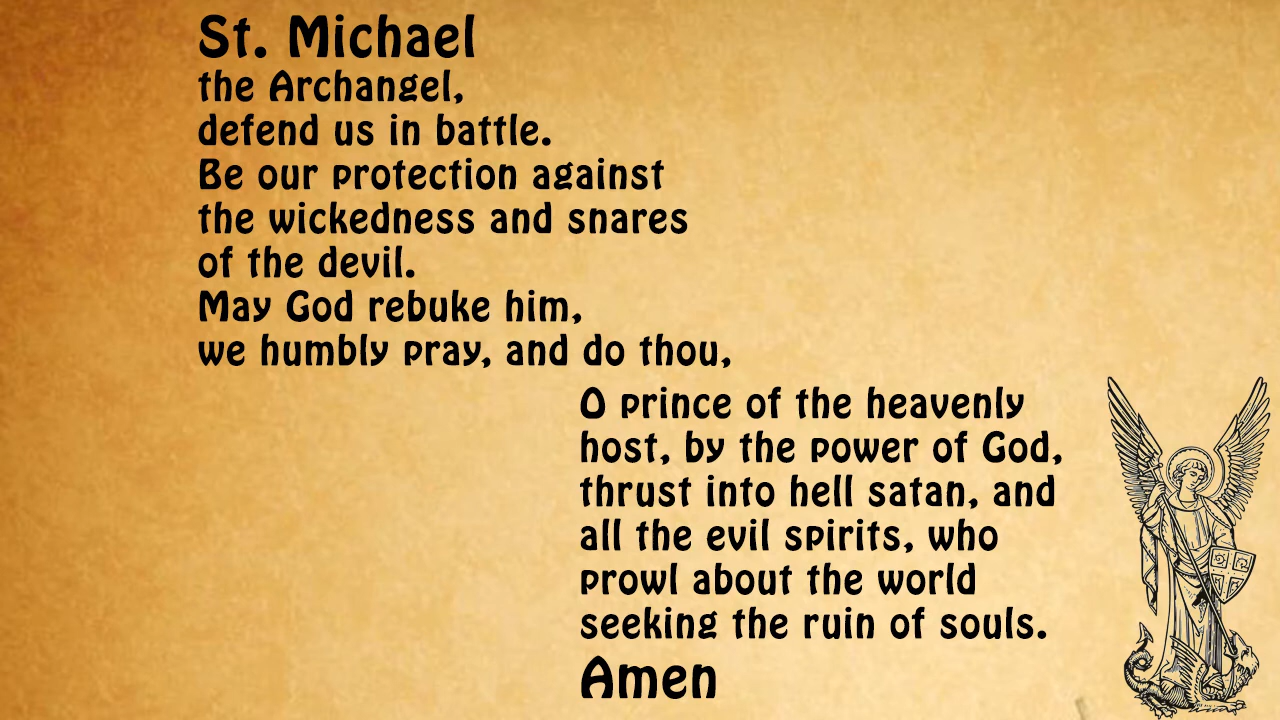 St. Michael
the Archangel,
defend us in battle.
Be our protection against
the wickedness and snares
of the devil.
May God rebuke him,
we humbly pray, and do thou,
O prince of the heavenly
host, by the power of God,
thrust into hell satan, and
all the evil spirits, who
prowl about the world
seeking the ruin of souls.
Amen